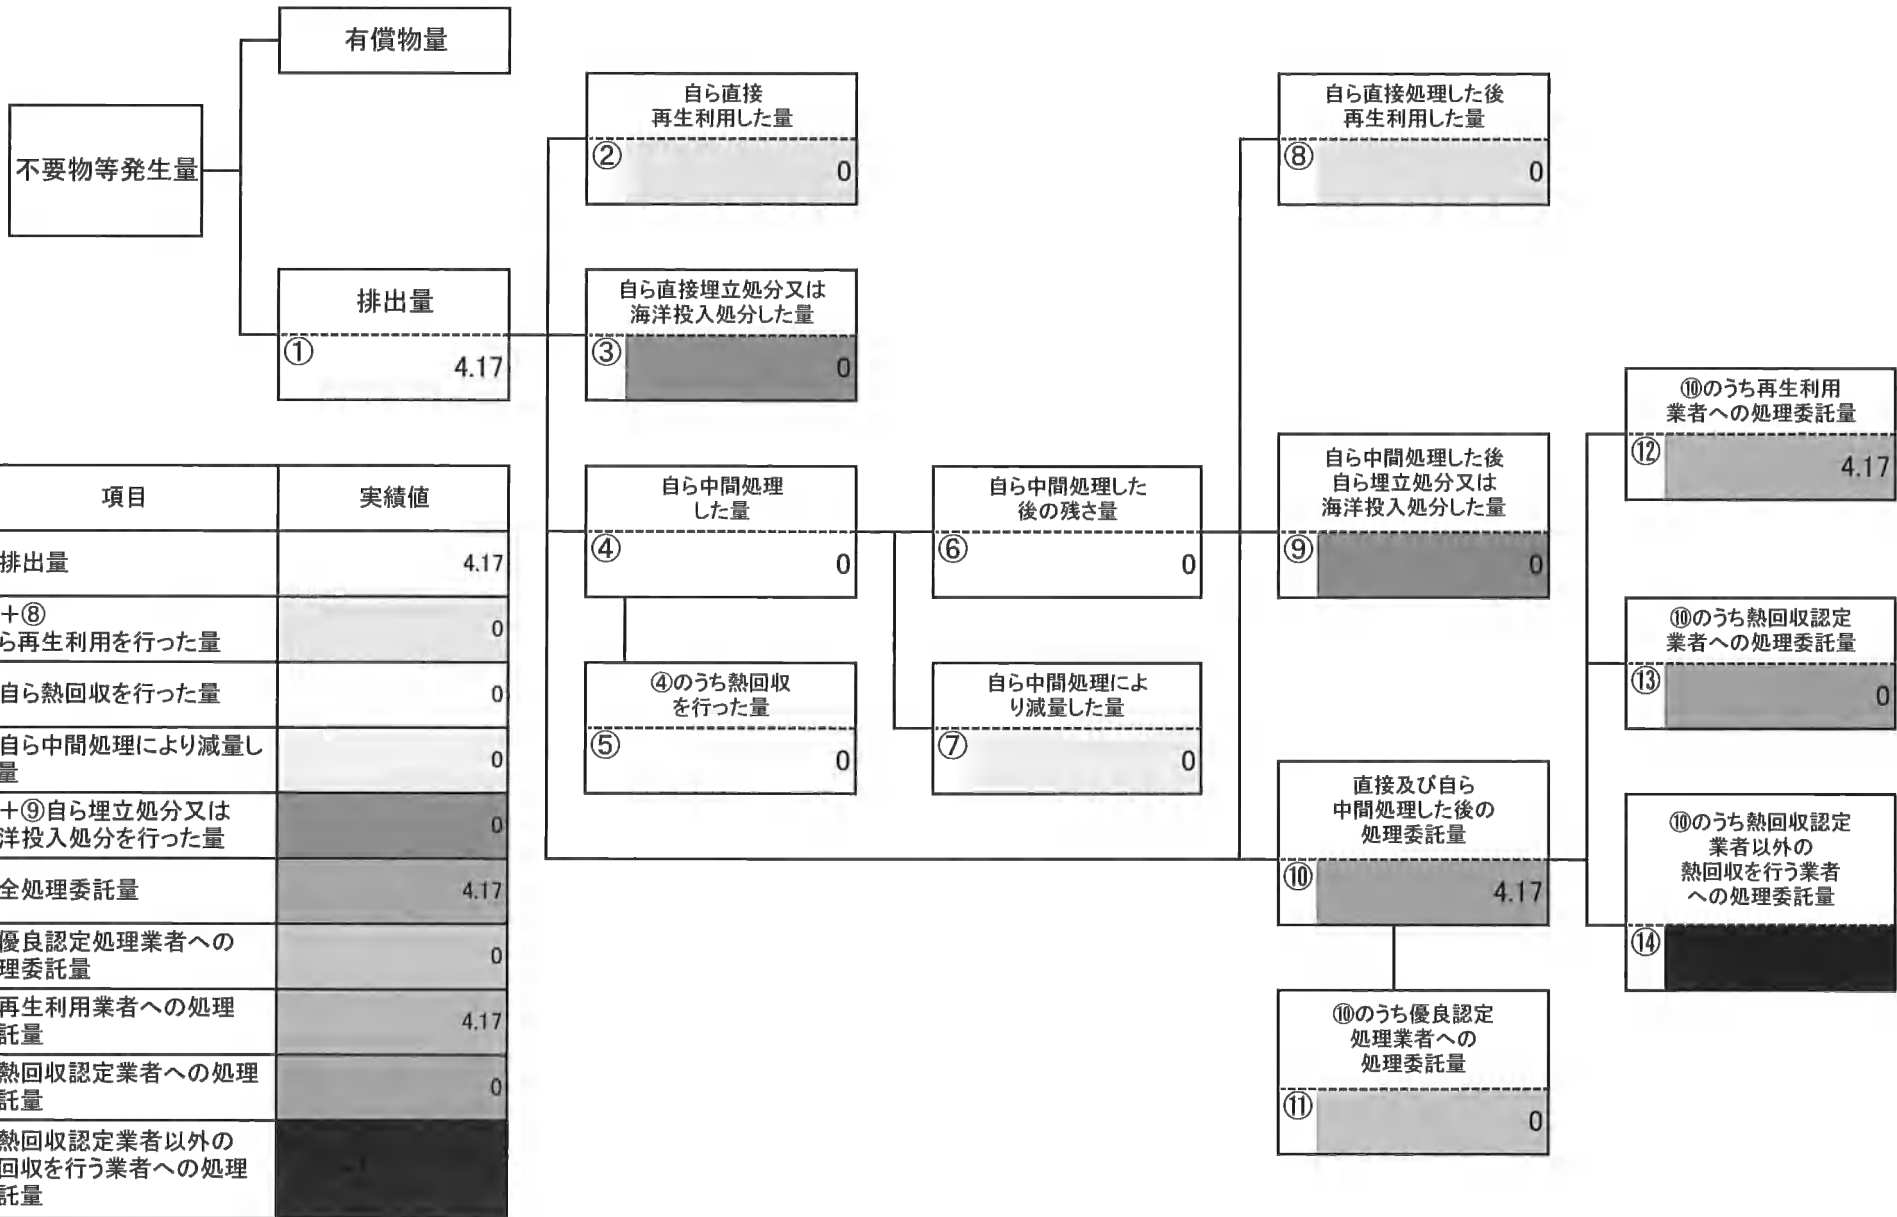 有償物量
不要物等発生量
排出量
①
4.17
自ら直接
再生利用した量
②
0
自ら直接埋立処分又は
海洋投入処分した量
③
0
自ら中間処理
した量
④
0
④のうち熱回収
を行った量
⑤
0
自ら中間処理した
後の残さ量
⑥
0
自ら中間処理によ
り減量した量
⑦
0
自ら直接処理した後
再生利用した量
⑧
0
自ら中間処理した後
自ら埋立処分又は
海洋投入処分した量
⑨
0
直接及び自ら
中間処理した後の
処理委託量
⑩
4.17
⑩のうち優良認定
処理業者への
処理委託量
⑪
0
⑩のうち再生利用
業者への処理委託量
⑫
4.17
⑩のうち熱回収認定
業者への処理委託量
⑬
0
⑩のうち熱回収認定
業者以外の
熱回収を行う業者
への処理委託量
⑭
項目 実績値
排出量 4.17
+⑧
ら再生利用を行った量 0
自ら熱回収を行った量 0
自ら中間処理により減量し
量 0
+⑨自ら埋立処分又は
洋投入処分を行った量 0
全処理委託量 4.17
優良認定処理業者への
理委託量 0
再生利用業者への処理
託量 4.17
熱回収認定業者への処理
託量 0
熱回収認定業者以外の
回収を行う業者への処理
託量